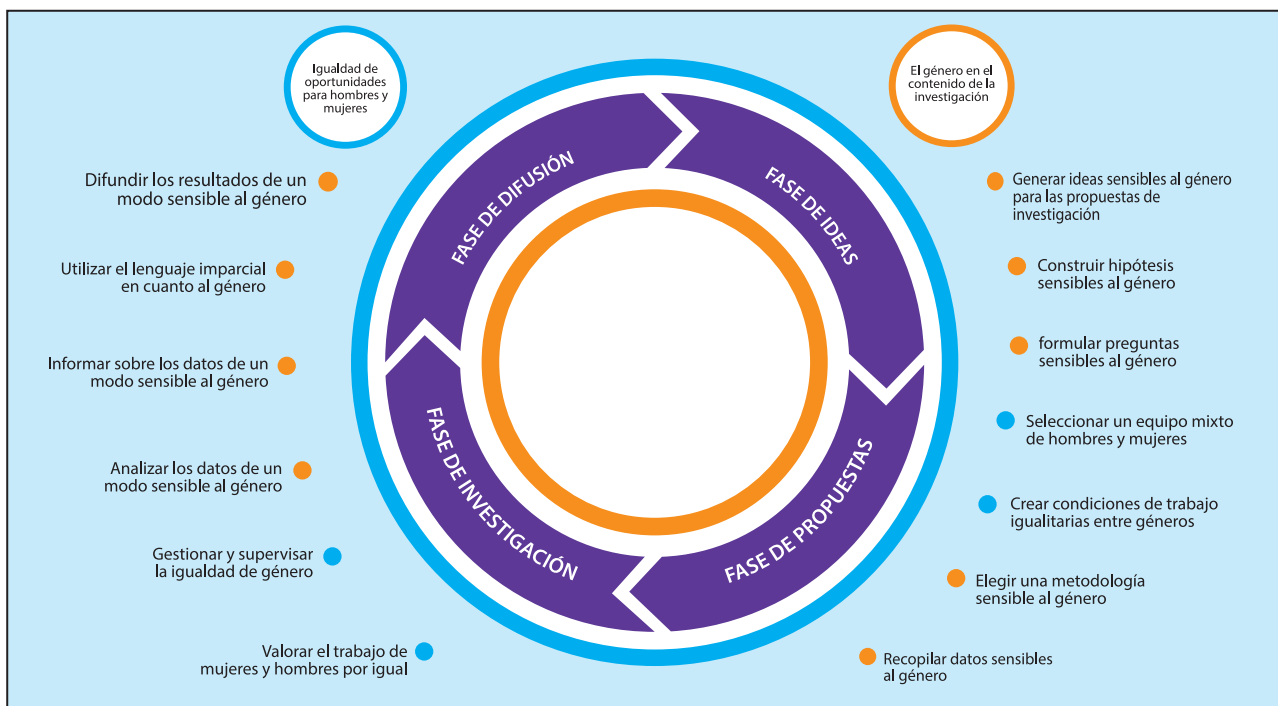 Igualdad de
oportunidades
para hombres y
mujeres
El género en el
contenido de la
investigación
FASE DE DIFUSIÓN
FASE DE IDEAS
FASE DE PROPUESTAS
FASE DE INVESTIGACIÓN
Generar ideas sensibles al género
para las propuestas de
investigación
Construir hipótesis
sensibles al género
formular preguntas
sensibles al género
Seleccionar un equipo mixto
de hombres y mujeres
Crear condiciones de trabajo
igualitarias entre géneros
Elegir una metodología
sensible al género
Recopilar datos sensibles
al género
Valorar el trabajo de
mujeres y hombres por igual
Gestionar y supervisar
la igualdad de género
Analizar los datos de un
modo sensible al género
Informar sobre los datos de un
modo sensible al género
Utilizar el lenguaje imparcial
en cuanto al género
Difundir los resultados de un
modo sensible al género